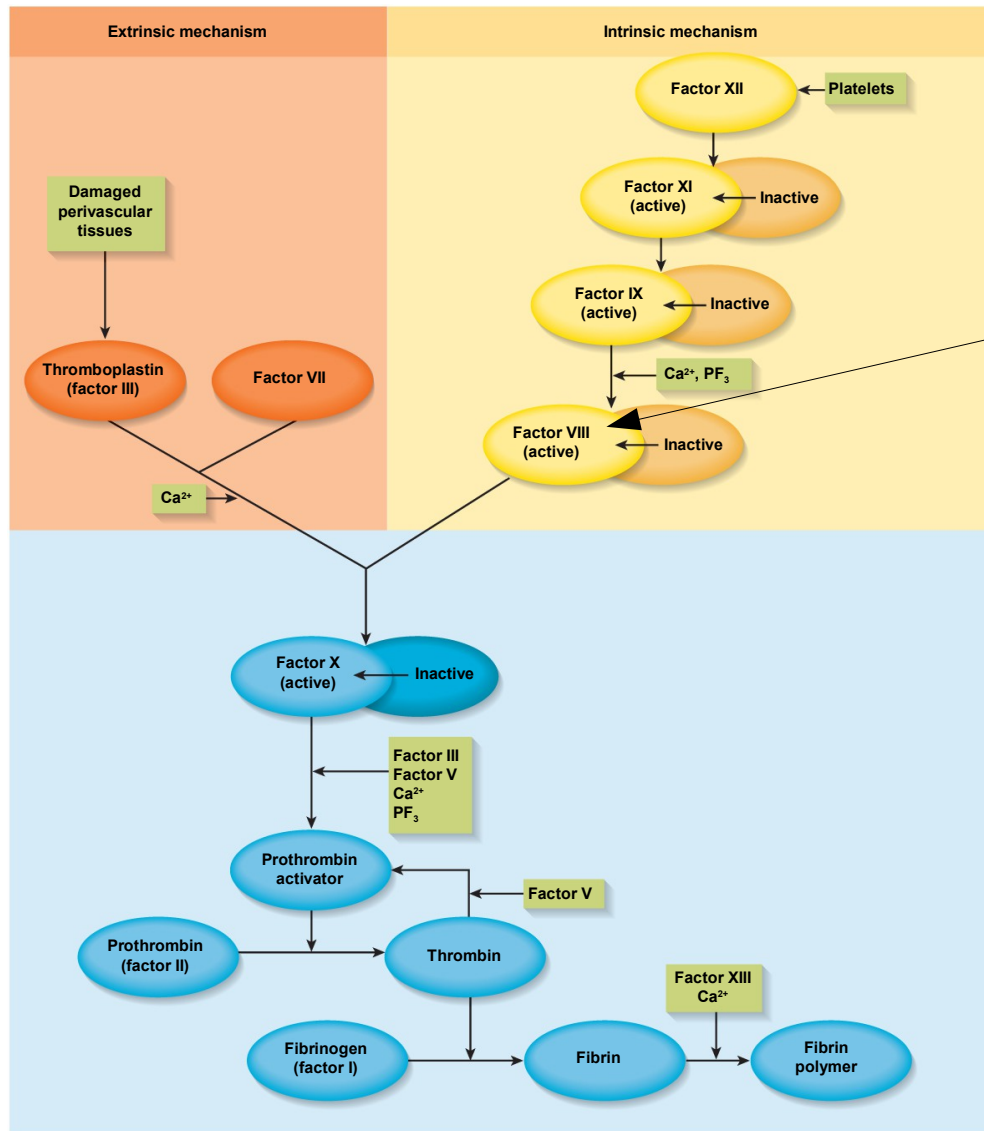 Extrinsic mechanism
Intrinsic mechanism
Factor XII
Platelets
Factor XI
(active)
Inactive
Damaged
perivascular
tissues
Factor IX
(active)
Inactive
Thromboplastin
(factor III)
Factor VII
Ca²⁺, PF₃
Factor VIII
(active)
Inactive
Ca²⁺
Factor X
(active)
Inactive
Factor III
Factor V
Ca²⁺
PF₃
Prothrombin
activator
Factor V
Prothrombin
(factor II)
Thrombin
Factor XIII
Ca²⁺
Fibrinogen
(factor I)
Fibrin
Fibrin
polymer